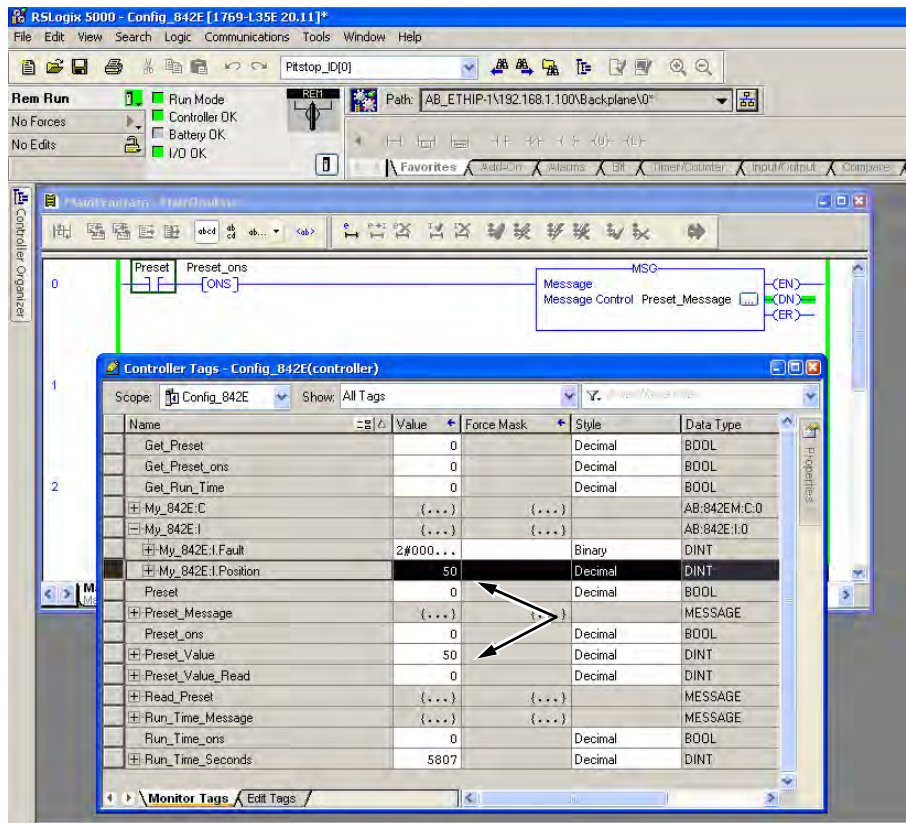 RSLogix 5000 - Config_842E [1769-L35E 20.11]*
File Edit View Search Logic Communications Tools Window Help
Pitstop_ID[0]
Rem Run
Run Mode
REM
Path: AB_ETHIP-1\192.168.1.100\Backplane\0*
No Forces
Controller OK
Battery OK
No Edits
I/O OK
Favorites Add-On Alarms Bit Timer/Counter Input/Output Compare
Controller Organizer
MainProgram - MainRoutine
abcd ab cd ab... <ab>
Preset Preset_ons MSG
0 ONS Message EN
Message Control Preset_Message ... DN
ER
Controller Tags - Config_842E(controller)
1
Scope: Config_842E Show: All Tags
Name Value Force Mask Style Data Type
Get_Preset 0 Decimal BOOL
Get_Preset_ons 0 Decimal BOOL
2 Get_Run_Time 0 Decimal BOOL
+ My_842E:C {...} {...} AB:842EM:C:0
- My_842E:I {...} {...} AB:842E:I:0
+ My_842E:I.Fault 2#000... Binary DINT
+ My_842E:I.Position 50 Decimal DINT
Preset 0 Decimal BOOL
+ Preset_Message {...} {...} MESSAGE
Preset_ons 0 Decimal BOOL
+ Preset_Value 50 Decimal DINT
+ Preset_Value_Read 0 Decimal DINT
+ Read_Preset {...} {...} MESSAGE
+ Run_Time_Message {...} {...} MESSAGE
Run_Time_ons 0 Decimal BOOL
+ Run_Time_Seconds 5807 Decimal DINT
Properties
Monitor Tags Edit Tags